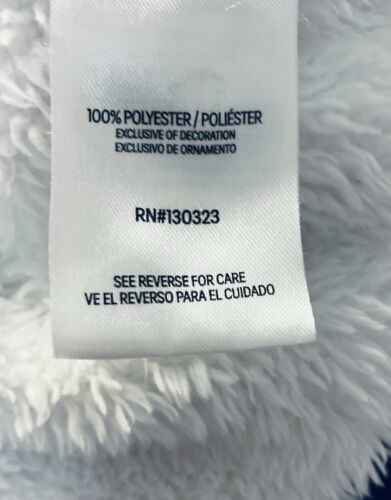 100% POLYESTER / POLIÉSTER
EXCLUSIVE OF DECORATION
EXCLUSIVO DE ORNAMENTO
RN#130323
SEE REVERSE FOR CARE
VE EL REVERSO PARA EL CUIDADO